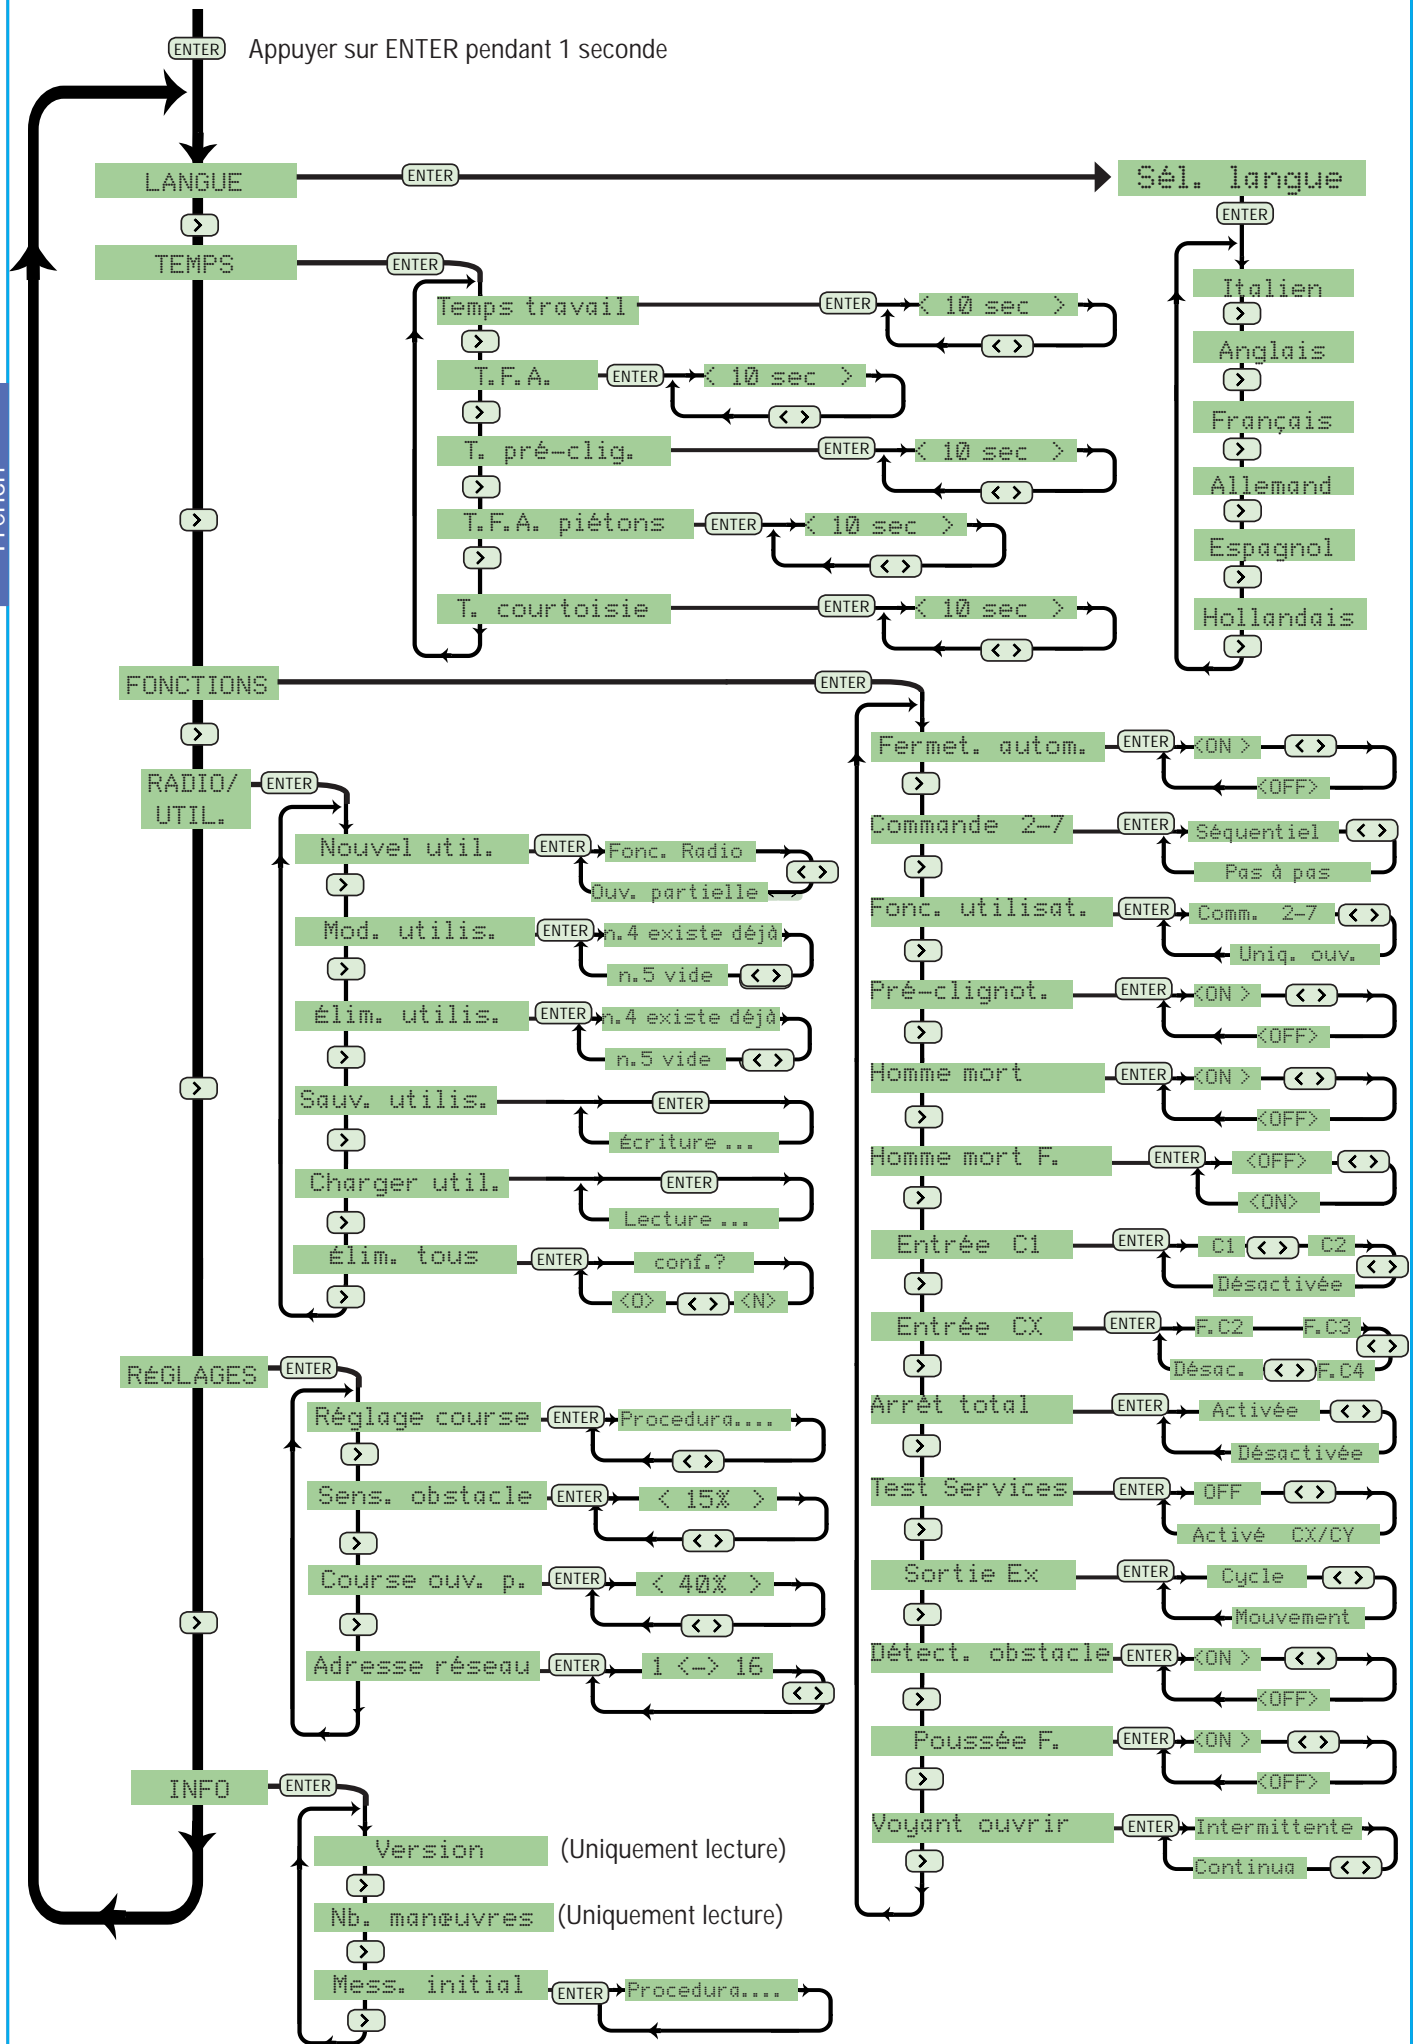 ENTER Appuyer sur ENTER pendant 1 seconde
LANGUE ENTER Sél. langue
>
ENTER
Italien
>
Anglais
>
Français
>
Allemand
>
Espagnol
>
Hollandais
>
TEMPS ENTER
Temps travail ENTER < 10 sec >
< >
>
T.F.A. ENTER < 10 sec >
< >
>
T. pré-clig. ENTER < 10 sec >
< >
>
T.F.A. piétons ENTER < 10 sec >
< >
>
T. courtoisie ENTER < 10 sec >
< >
>
FONCTIONS ENTER
>
Fermet. autom. ENTER <ON > < >
<OFF>
>
Commande 2-7 ENTER Séquentiel < >
Pas à pas
>
Fonc. utilisat. ENTER Comm. 2-7 < >
Uniq. ouv.
>
Pré-clignot. ENTER <ON > < >
<OFF>
>
Homme mort ENTER <ON > < >
<OFF>
>
Homme mort F. ENTER <OFF> < >
<ON>
>
Entrée C1 ENTER C1 < > C2
< >
Désactivée
>
Entrée CX ENTER F.C2 F.C3
< >
Désac. < > F.C4
>
Arrêt total ENTER Activée < >
Désactivée
>
Test Services ENTER OFF < >
Activé CX/CY
>
Sortie Ex ENTER Cycle < >
Mouvement
>
Détect. obstacle ENTER <ON > < >
<OFF>
>
Poussée F. ENTER <ON > < >
<OFF>
>
Voyant ouvrir ENTER Intermittente
Continua < >
>
RADIO/
UTIL.
ENTER
Nouvel util. ENTER Fonc. Radio
< >
Ouv. partielle
>
Mod. utilis. ENTER n.4 existe déjà
n.5 vide < >
>
Élim. utilis. ENTER n.4 existe déjà
n.5 vide < >
>
Sauv. utilis. ENTER
Écriture ...
>
Charger util. ENTER
Lecture ...
>
Élim. tous ENTER conf.?
<O> < > <N>
>
>
RÉGLAGES ENTER
Réglage course ENTER Procedura....
< >
>
Sens. obstacle ENTER < 15% >
< >
>
Course ouv. p. ENTER < 40% >
< >
>
Adresse réseau ENTER 1 <-> 16
< >
>
INFO ENTER
Version (Uniquement lecture)
>
Nb. manœuvres (Uniquement lecture)
>
Mess. initial ENTER Procedura....
>